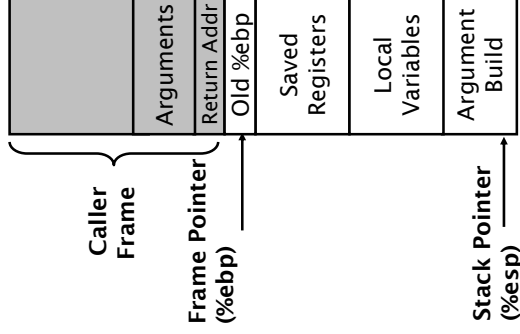 Caller
Frame
Arguments
Return Addr
Frame Pointer
(%ebp)
Old %ebp
Saved
Registers
Local
Variables
Stack Pointer
(%esp)
Argument
Build